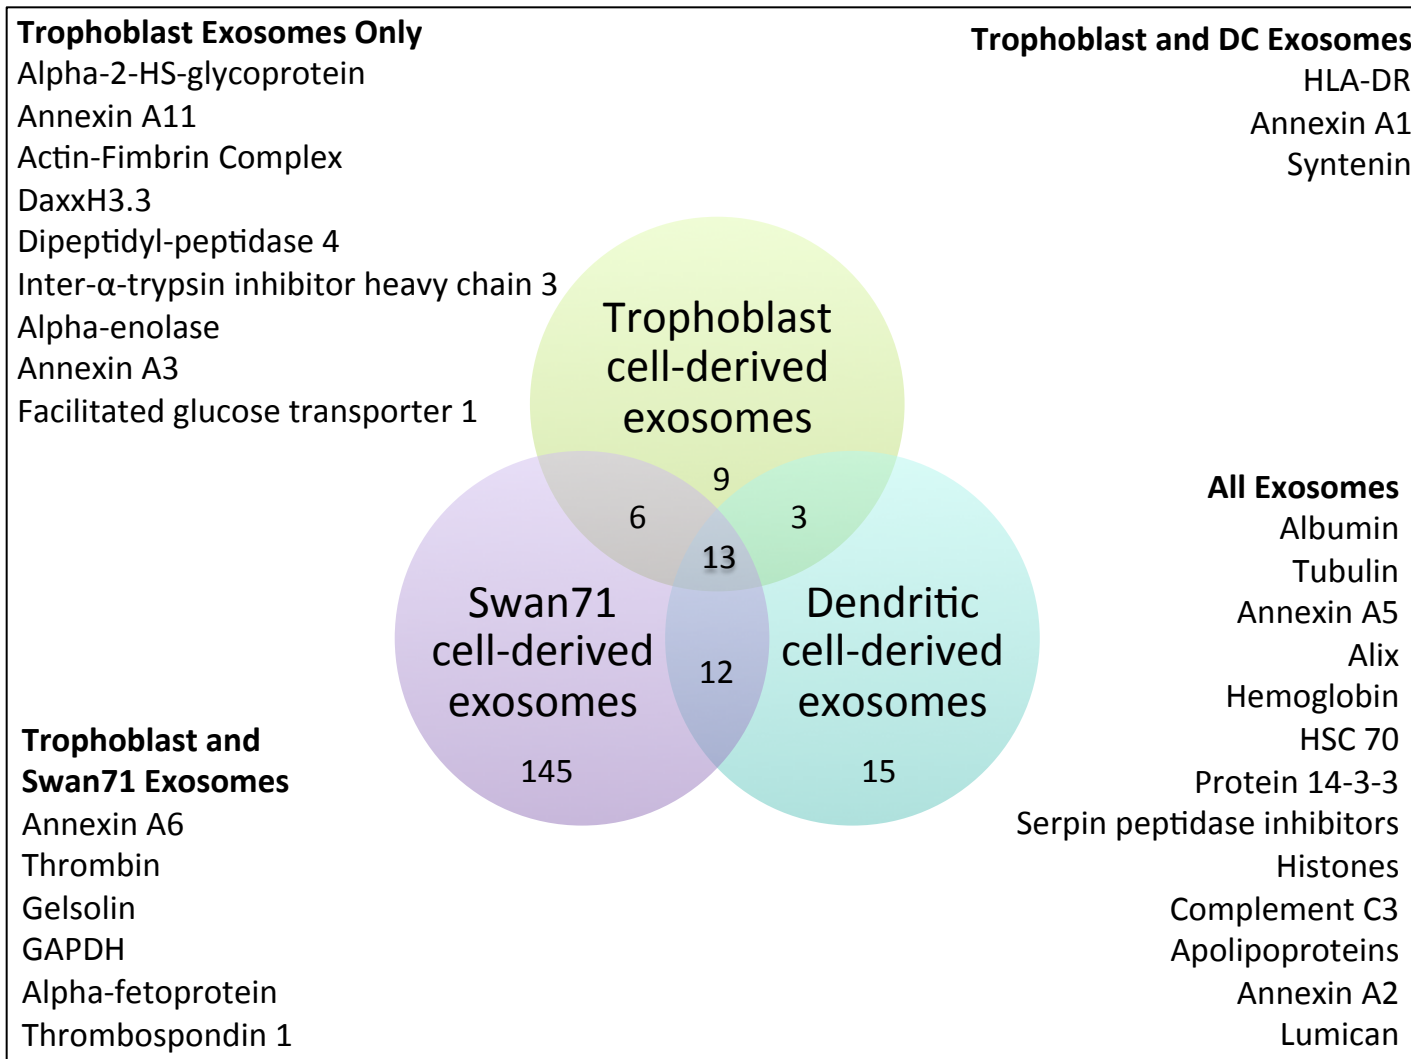 Trophoblast Exosomes Only
Alpha-2-HS-glycoprotein
Annexin A11
Actin-Fimbrin Complex
DaxxH3.3
Dipeptidyl-peptidase 4
Inter-α-trypsin inhibitor heavy chain 3
Alpha-enolase
Annexin A3
Facilitated glucose transporter 1
Trophoblast and DC Exosomes
HLA-DR
Annexin A1
Syntenin
Trophoblast
cell-derived
exosomes
9
6
3
13
Swan71
cell-derived
exosomes
145
12
Dendritic
cell-derived
exosomes
15
Trophoblast and
Swan71 Exosomes
Annexin A6
Thrombin
Gelsolin
GAPDH
Alpha-fetoprotein
Thrombospondin 1
All Exosomes
Albumin
Tubulin
Annexin A5
Alix
Hemoglobin
HSC 70
Protein 14-3-3
Serpin peptidase inhibitors
Histones
Complement C3
Apolipoproteins
Annexin A2
Lumican